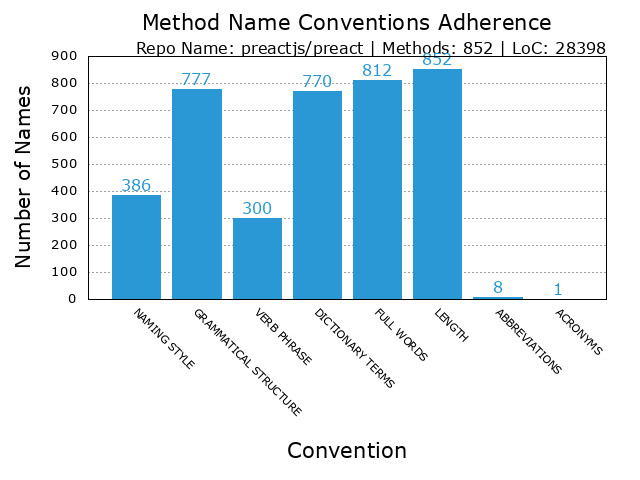 Method Name Conventions Adherence
Repo Name: preactjs/preact | Methods: 852 | LoC: 28398
Number of Names
900
800
700
600
500
400
300
200
100
0
386
777
300
770
812
852
8
1
NAMING STYLE
GRAMMATICAL STRUCTURE
VERB PHRASE
DICTIONARY TERMS
FULL WORDS
LENGTH
ABBREVIATIONS
ACRONYMS
Convention